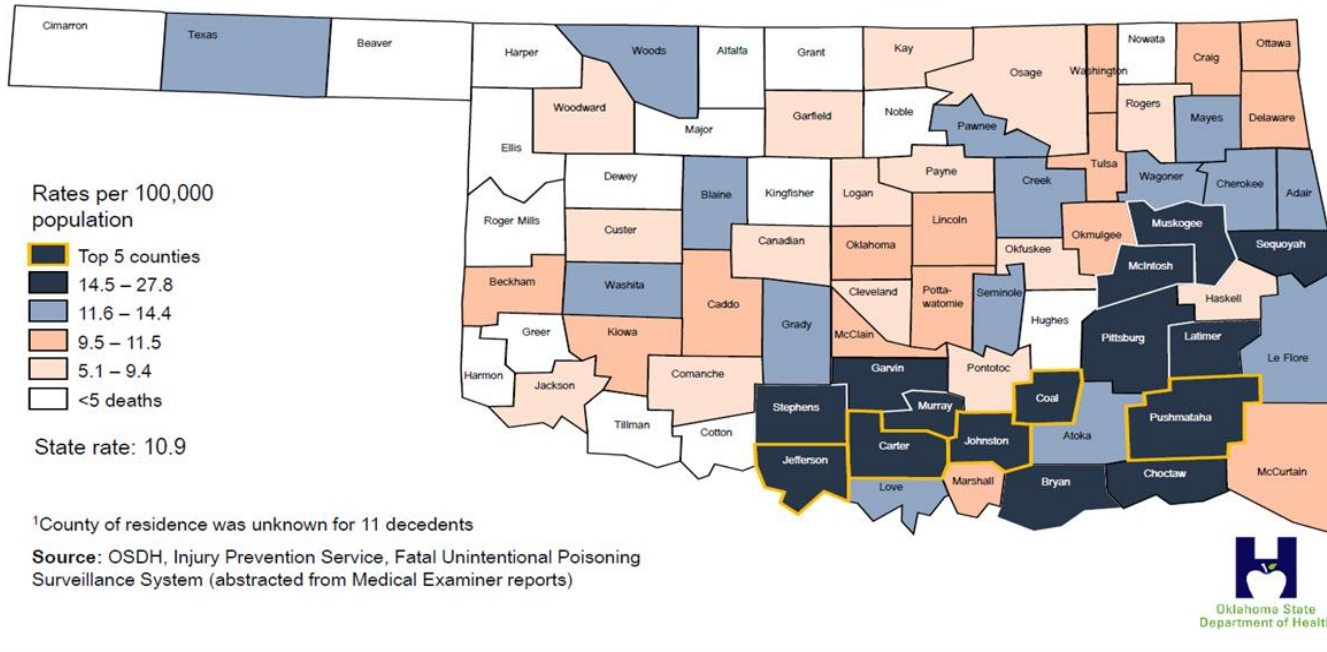 Cimarron
Texas
Beaver
Harper
Woods
Alfalfa
Grant
Kay
Osage
Washington
Nowata
Craig
Ottawa
Woodward
Major
Garfield
Noble
Pawnee
Rogers
Mayes
Delaware
Ellis
Dewey
Blaine
Kingfisher
Logan
Payne
Creek
Tulsa
Wagoner
Cherokee
Adair
Roger Mills
Custer
Canadian
Oklahoma
Lincoln
Okfuskee
Okmulgee
Muskogee
McIntosh
Sequoyah
Beckham
Washita
Caddo
Grady
Cleveland
Potta-
watomie
Seminole
Hughes
Haskell
Greer
Kiowa
McClain
Pittsburg
Latimer
Le Flore
Harmon
Jackson
Comanche
Garvin
Pontotoc
Stephens
Murray
Coal
Pushmataha
Tillman
Cotton
Jefferson
Carter
Johnston
Atoka
McCurtain
Love
Marshall
Bryan
Choctaw
Rates per 100,000
population
Top 5 counties
14.5 – 27.8
11.6 – 14.4
9.5 – 11.5
5.1 – 9.4
<5 deaths
State rate: 10.9
1County of residence was unknown for 11 decedents
Source: OSDH, Injury Prevention Service, Fatal Unintentional Poisoning
Surveillance System (abstracted from Medical Examiner reports)
Oklahoma State
Department of Health